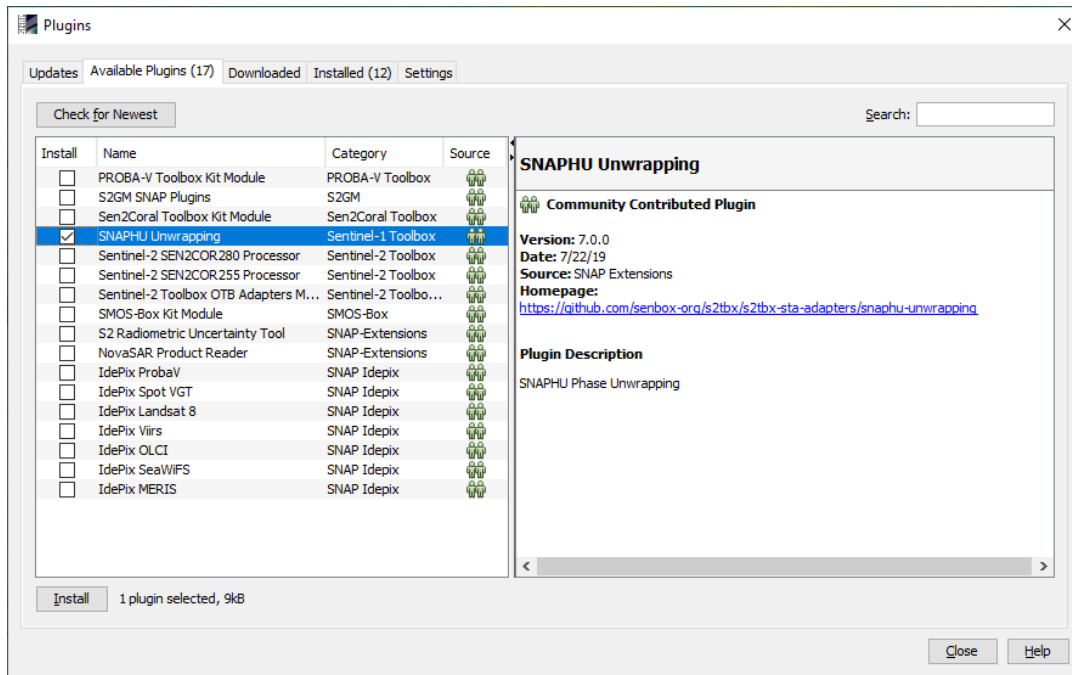 Plugins
Updates Available Plugins (17) Downloaded Installed (12) Settings
Check for Newest Search:
Install Name Category Source
PROBA-V Toolbox Kit Module PROBA-V Toolbox
S2GM SNAP Plugins S2GM
Sen2Coral Toolbox Kit Module Sen2Coral Toolbox
SNAPHU Unwrapping Sentinel-1 Toolbox
Sentinel-2 SEN2COR280 Processor Sentinel-2 Toolbox
Sentinel-2 SEN2COR255 Processor Sentinel-2 Toolbox
Sentinel-2 Toolbox OTB Adapters M... Sentinel-2 Toolbo...
SMOS-Box Kit Module SMOS-Box
S2 Radiometric Uncertainty Tool SNAP-Extensions
NovaSAR Product Reader SNAP-Extensions
IdePix ProbaV SNAP Idepix
IdePix Spot VGT SNAP Idepix
IdePix Landsat 8 SNAP Idepix
IdePix Viirs SNAP Idepix
IdePix OLCI SNAP Idepix
IdePix SeaWiFS SNAP Idepix
IdePix MERIS SNAP Idepix
SNAPHU Unwrapping
Community Contributed Plugin
Version: 7.0.0
Date: 7/22/19
Source: SNAP Extensions
Homepage:
https://github.com/senbox-org/s2tbx/s2tbx-sta-adapters/snaphu-unwrapping
Plugin Description
SNAPHU Phase Unwrapping
Install 1 plugin selected, 9kB
Close Help